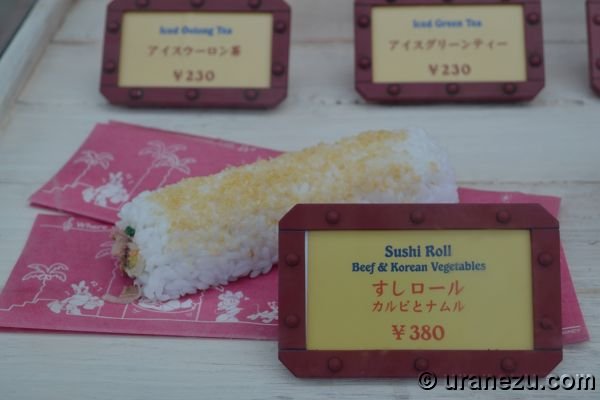 Iced Oolong Tea
アイスウーロン茶
￥230
Iced Green Tea
アイスグリーンティー
￥230
Sushi Roll
Beef & Korean Vegetables
すしロール
カルビとナムル
￥380
© uranezu.com